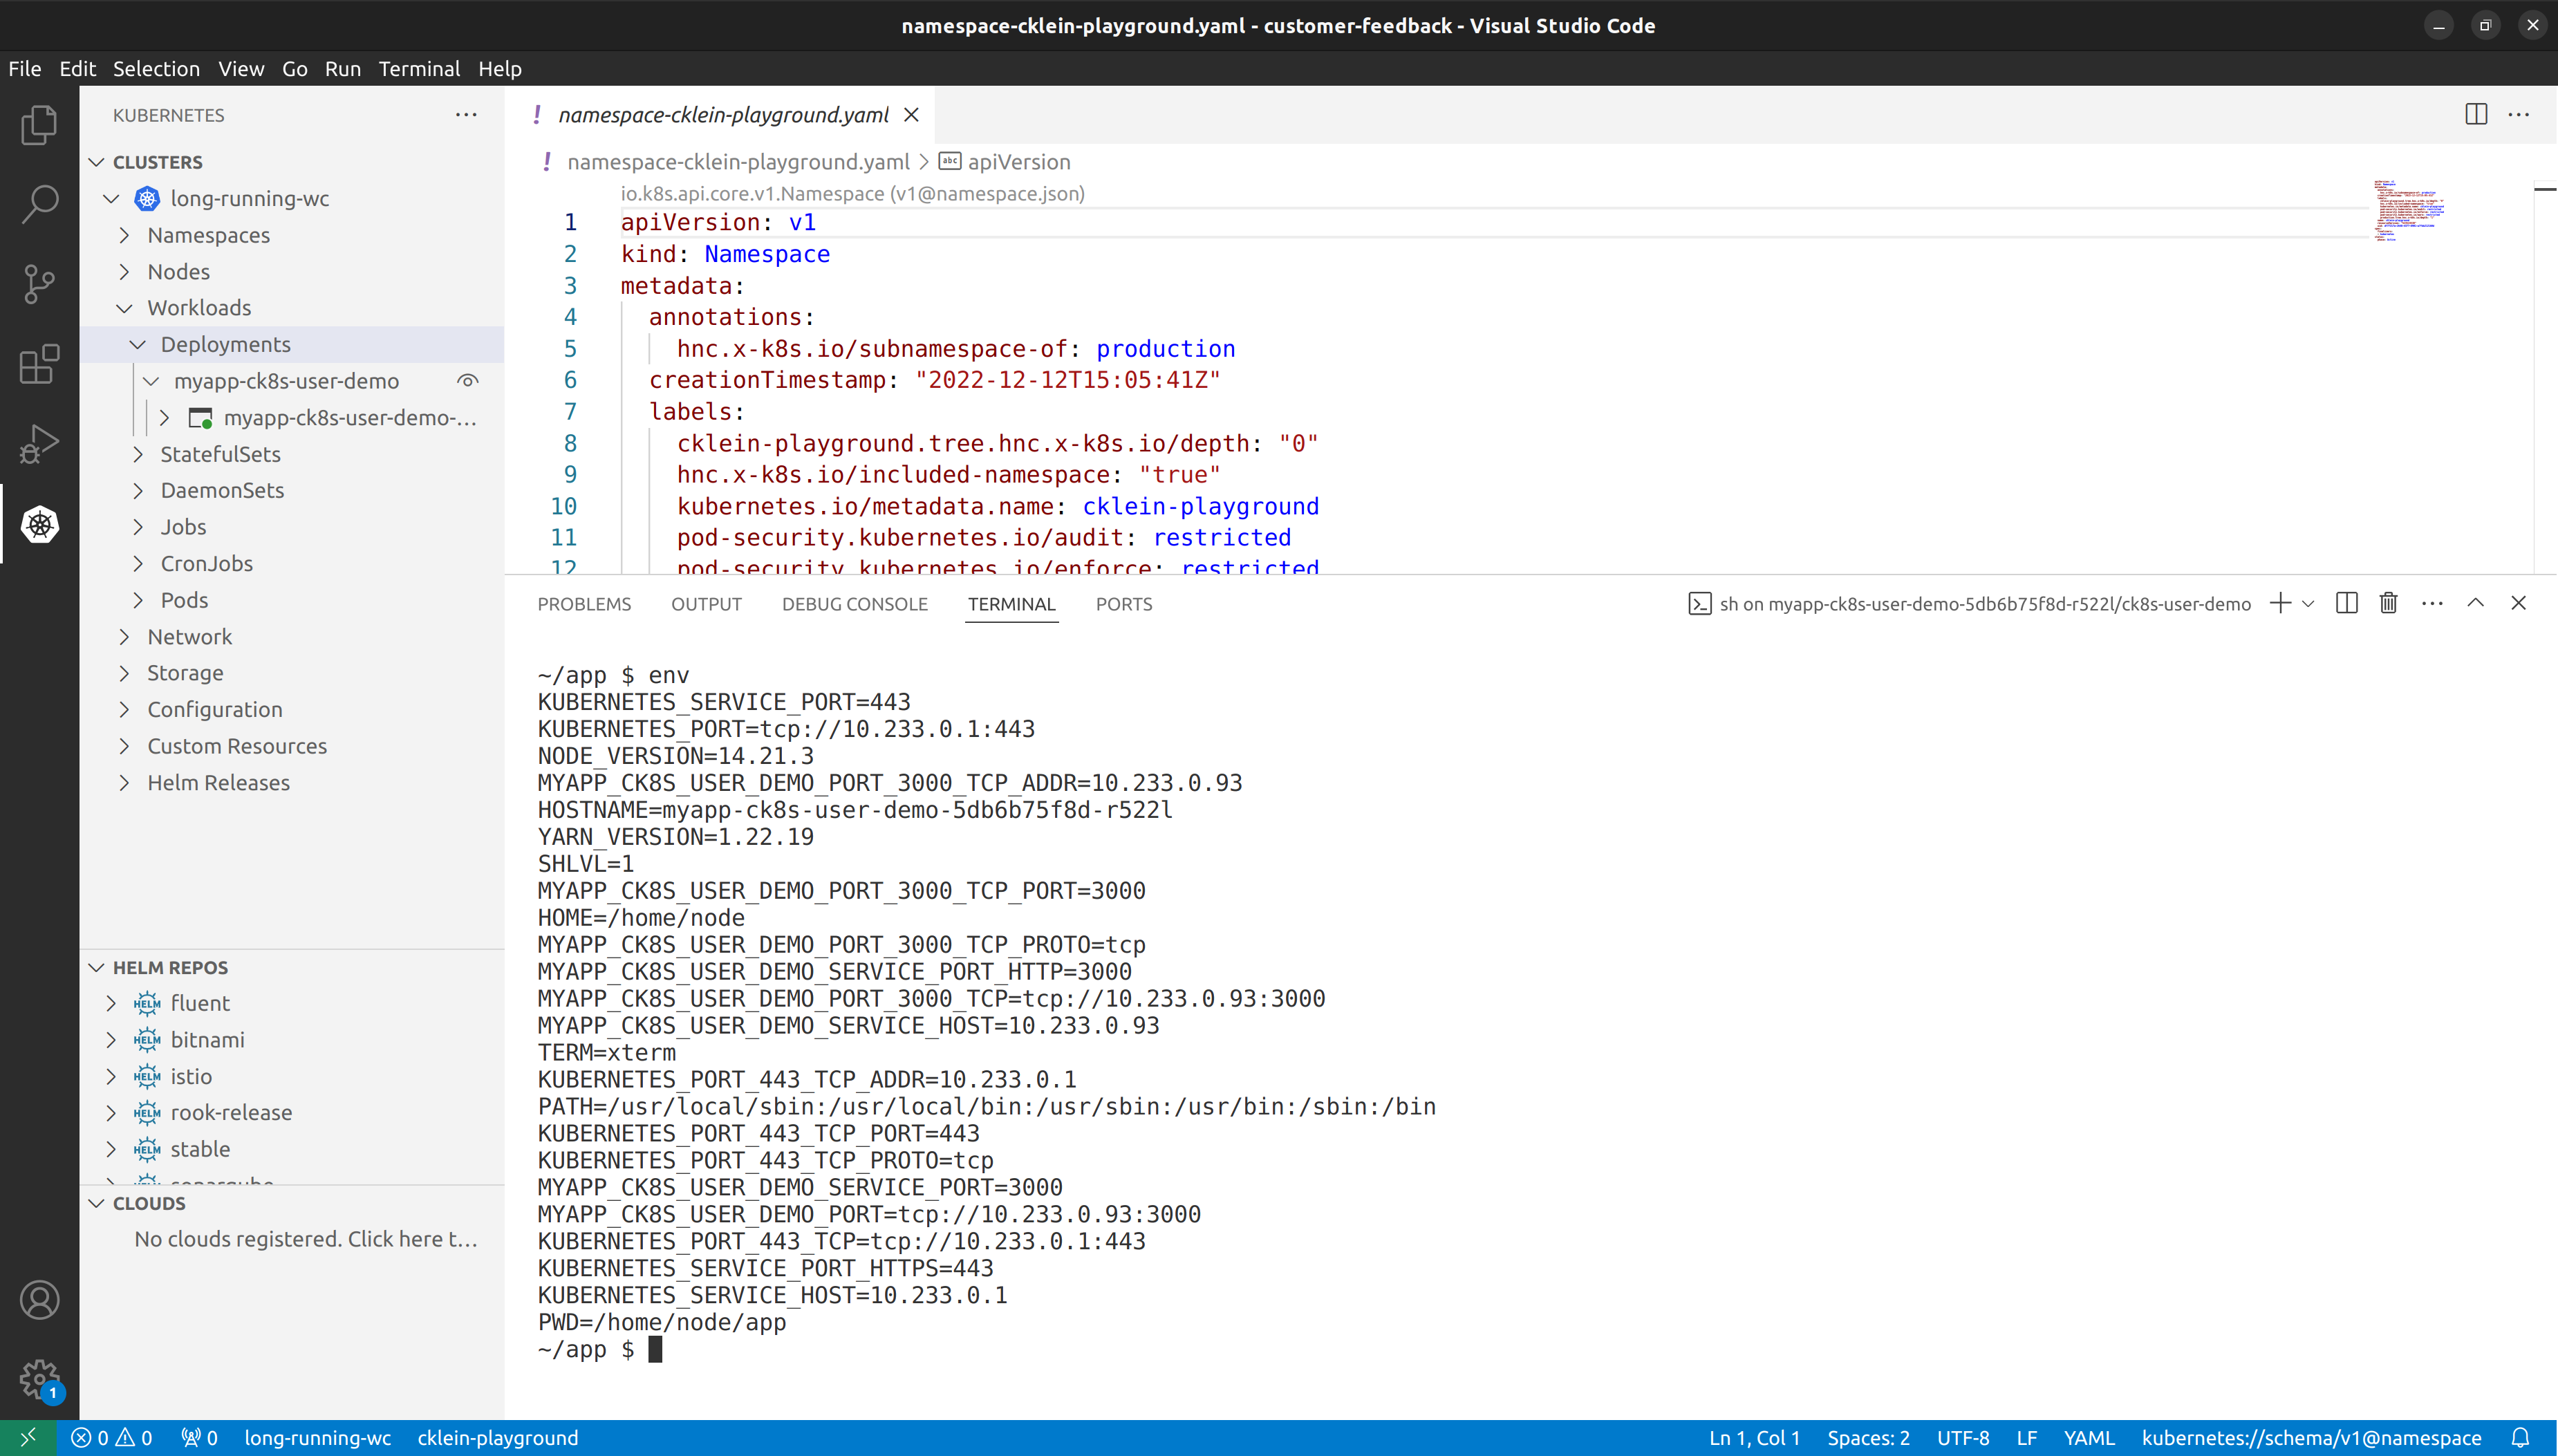 namespace-cklein-playground.yaml - customer-feedback - Visual Studio Code
File Edit Selection View Go Run Terminal Help
KUBERNETES
CLUSTERS
long-running-wc
Namespaces
Nodes
Workloads
Deployments
myapp-ck8s-user-demo
myapp-ck8s-user-demo-...
StatefulSets
DaemonSets
Jobs
CronJobs
Pods
Network
Storage
Configuration
Custom Resources
Helm Releases
HELM REPOS
HELM fluent
HELM bitnami
HELM istio
HELM rook-release
HELM stable
CLOUDS
No clouds registered. Click here t...
1
! namespace-cklein-playground.yaml
! namespace-cklein-playground.yaml > abc apiVersion
io.k8s.api.core.v1.Namespace (v1@namespace.json)
1 apiVersion: v1
2 kind: Namespace
3 metadata:
4 annotations:
5 hnc.x-k8s.io/subnamespace-of: production
6 creationTimestamp: "2022-12-12T15:05:41Z"
7 labels:
8 cklein-playground.tree.hnc.x-k8s.io/depth: "0"
9 hnc.x-k8s.io/included-namespace: "true"
10 kubernetes.io/metadata.name: cklein-playground
11 pod-security.kubernetes.io/audit: restricted
12 pod-security.kubernetes.io/enforce: restricted
PROBLEMS OUTPUT DEBUG CONSOLE TERMINAL PORTS
sh on myapp-ck8s-user-demo-5db6b75f8d-r522l/ck8s-user-demo
~/app $ env
KUBERNETES_SERVICE_PORT=443
KUBERNETES_PORT=tcp://10.233.0.1:443
NODE_VERSION=14.21.3
MYAPP_CK8S_USER_DEMO_PORT_3000_TCP_ADDR=10.233.0.93
HOSTNAME=myapp-ck8s-user-demo-5db6b75f8d-r522l
YARN_VERSION=1.22.19
SHLVL=1
MYAPP_CK8S_USER_DEMO_PORT_3000_TCP_PORT=3000
HOME=/home/node
MYAPP_CK8S_USER_DEMO_PORT_3000_TCP_PROTO=tcp
MYAPP_CK8S_USER_DEMO_SERVICE_PORT_HTTP=3000
MYAPP_CK8S_USER_DEMO_PORT_3000_TCP=tcp://10.233.0.93:3000
MYAPP_CK8S_USER_DEMO_SERVICE_HOST=10.233.0.93
TERM=xterm
KUBERNETES_PORT_443_TCP_ADDR=10.233.0.1
PATH=/usr/local/sbin:/usr/local/bin:/usr/sbin:/usr/bin:/sbin:/bin
KUBERNETES_PORT_443_TCP_PORT=443
KUBERNETES_PORT_443_TCP_PROTO=tcp
MYAPP_CK8S_USER_DEMO_SERVICE_PORT=3000
MYAPP_CK8S_USER_DEMO_PORT=tcp://10.233.0.93:3000
KUBERNETES_PORT_443_TCP=tcp://10.233.0.1:443
KUBERNETES_SERVICE_PORT_HTTPS=443
KUBERNETES_SERVICE_HOST=10.233.0.1
PWD=/home/node/app
~/app $
0 0 0 long-running-wc cklein-playground Ln 1, Col 1 Spaces: 2 UTF-8 LF YAML kubernetes://schema/v1@namespace